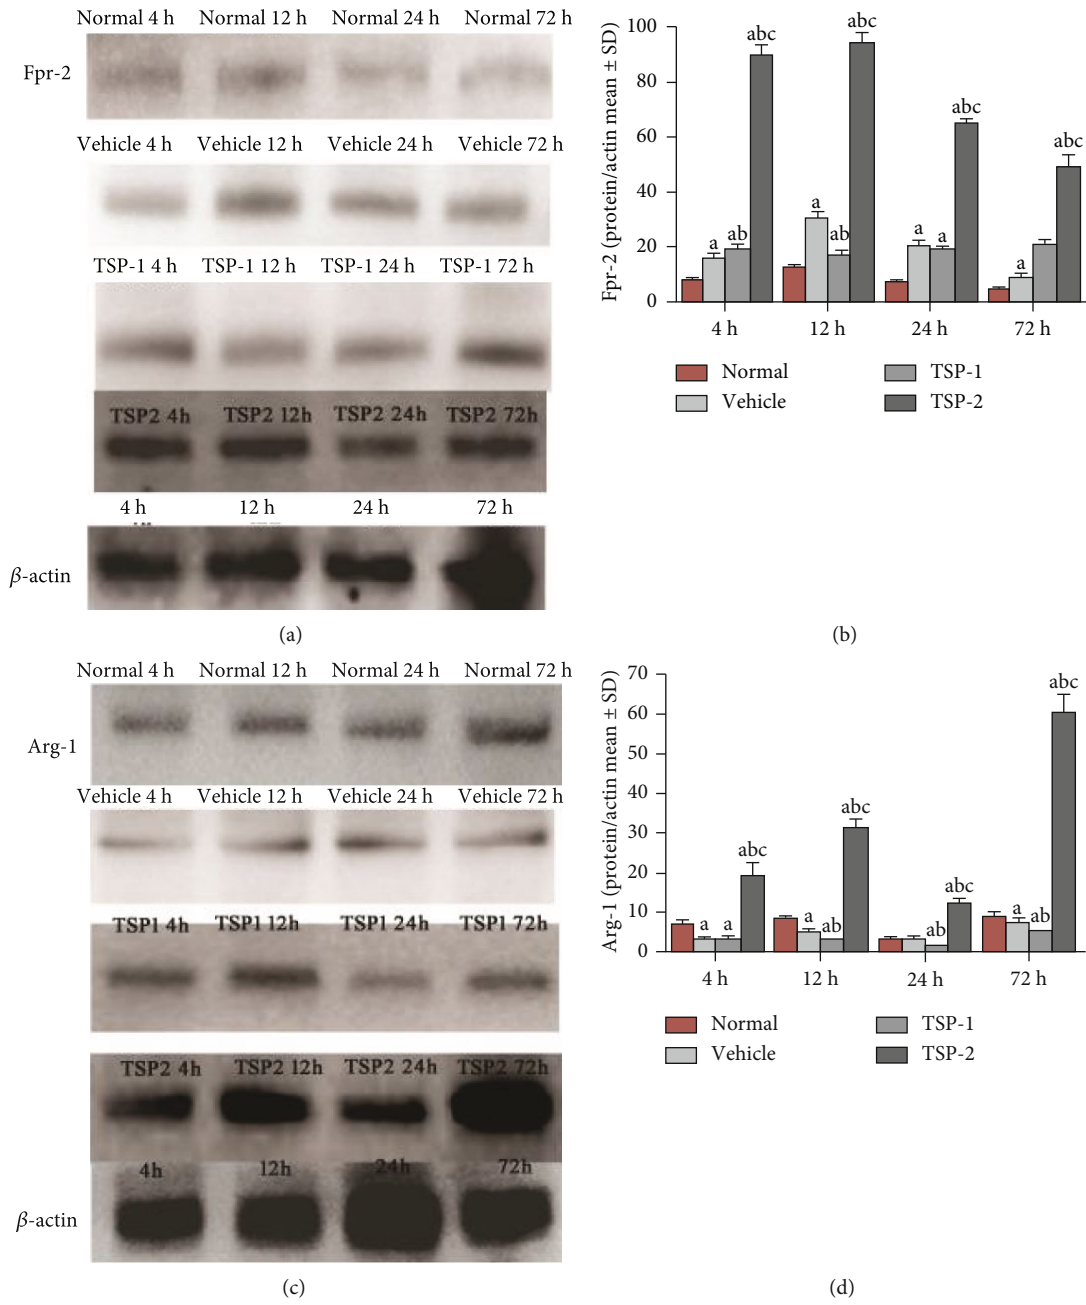 Normal 4 h Normal 12 h Normal 24 h Normal 72 h
Fpr-2
Vehicle 4 h Vehicle 12 h Vehicle 24 h Vehicle 72 h
TSP-1 4 h TSP-1 12 h TSP-1 24 h TSP-1 72 h
TSP2 4h TSP2 12h TSP2 24h TSP2 72h
4 h 12 h 24 h 72 h
β-actin
(a)
Fpr-2 (protein/actin mean ± SD)
100
80
60
40
20
0
a ab abc
a ab abc
a a abc
a abc
4 h 12 h 24 h 72 h
Normal TSP-1
Vehicle TSP-2
(b)
Normal 4 h Normal 12 h Normal 24 h Normal 72 h
Arg-1
Vehicle 4 h Vehicle 12 h Vehicle 24 h Vehicle 72 h
TSP1 4h TSP1 12h TSP1 24h TSP1 72h
TSP2 4h TSP2 12h TSP2 24h TSP2 72h
4h 12h 24h 72h
β-actin
(c)
Arg-1 (protein/actin mean ± SD)
70
60
50
40
30
20
10
0
a a abc
a ab abc
ab abc
a ab abc
4 h 12 h 24 h 72 h
Normal TSP-1
Vehicle TSP-2
(d)